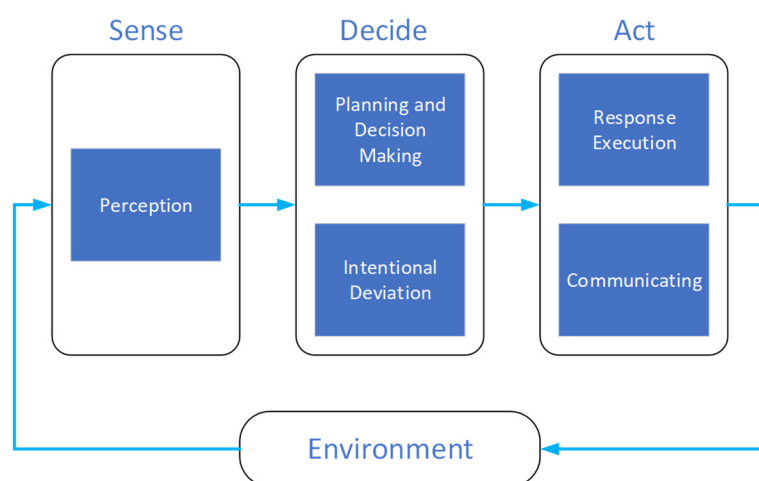 Sense
Decide
Act
Perception
Planning and
Decision
Making
Intentional
Deviation
Response
Execution
Communicating
Environment